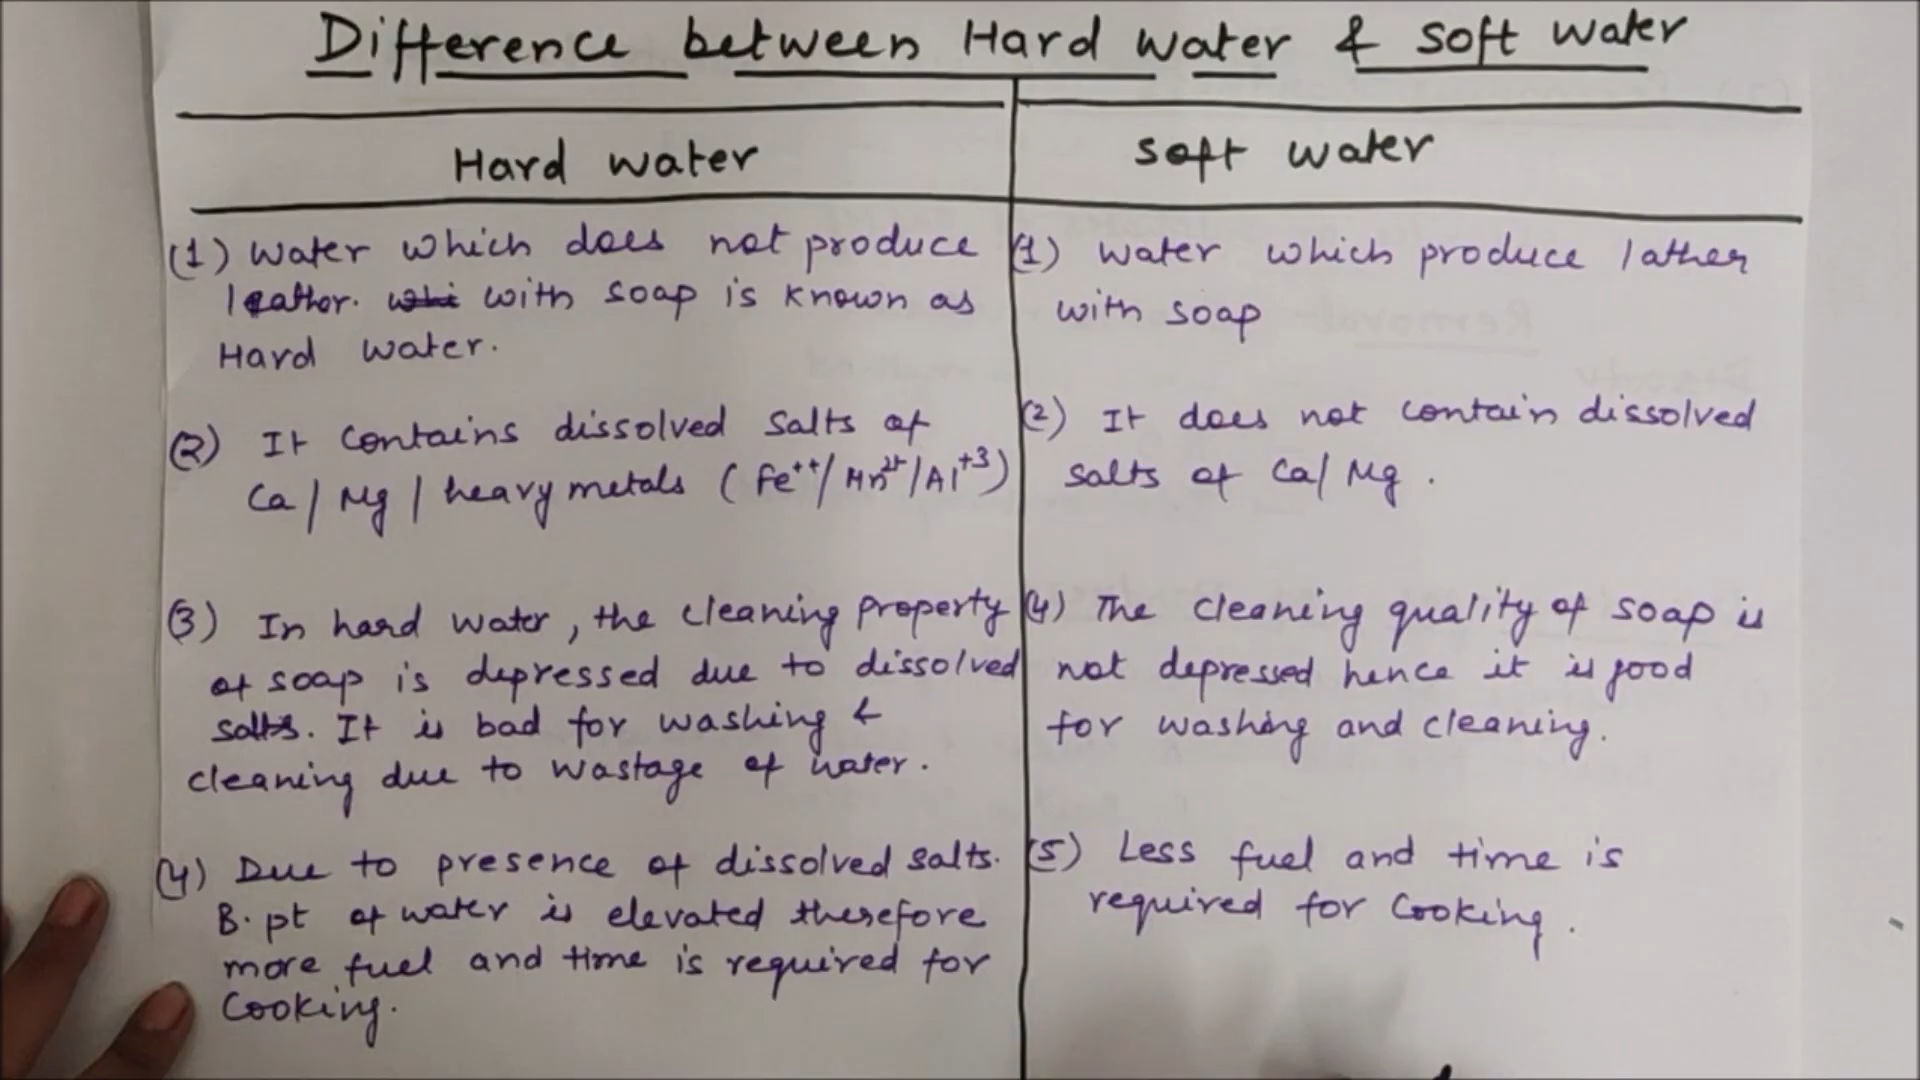 Difference between Hard water & soft water
Hard water
(1) Water which does not produce
leather. whi with soap is known as
Hard water.
(2) It contains dissolved salts of
Ca / Mg / heavy metals ( Fe++/ Mn2+ /Al+3)
(3) In hard water, the cleaning property
of soap is depressed due to dissolved
salts. It is bad for washing &
cleaning due to wastage of water.
(4) Due to presence of dissolved salts.
B.pt of water is elevated therefore
more fuel and time is required for
Cooking.
soft water
(1) Water which produce lather
with soap
(2) It does not contain dissolved
salts of Ca/ Mg .
(4) The cleaning quality of soap is
not depressed hence it is good
for washing and cleaning.
(5) Less fuel and time is
required for Cooking .